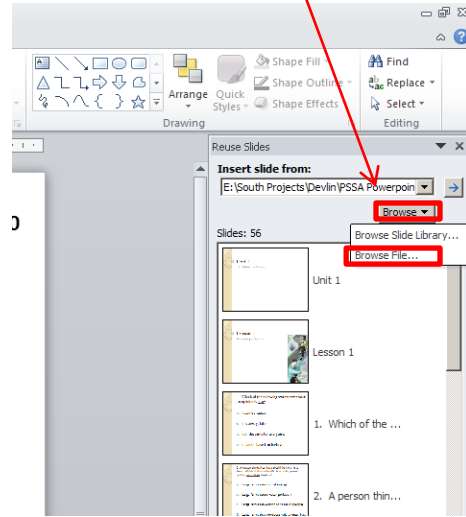 Shape Fill
Find
Shape Outline
Replace
Arrange
Quick
Styles
Shape Effects
Select
Drawing
Editing
Reuse Slides
Insert slide from:
E:\South Projects\Devlin\PSSA Powerpoin
Browse
Slides: 56
Browse Slide Library...
Browse File...
Unit 1
Lesson 1
1. Which of the ...
2. A person thin...